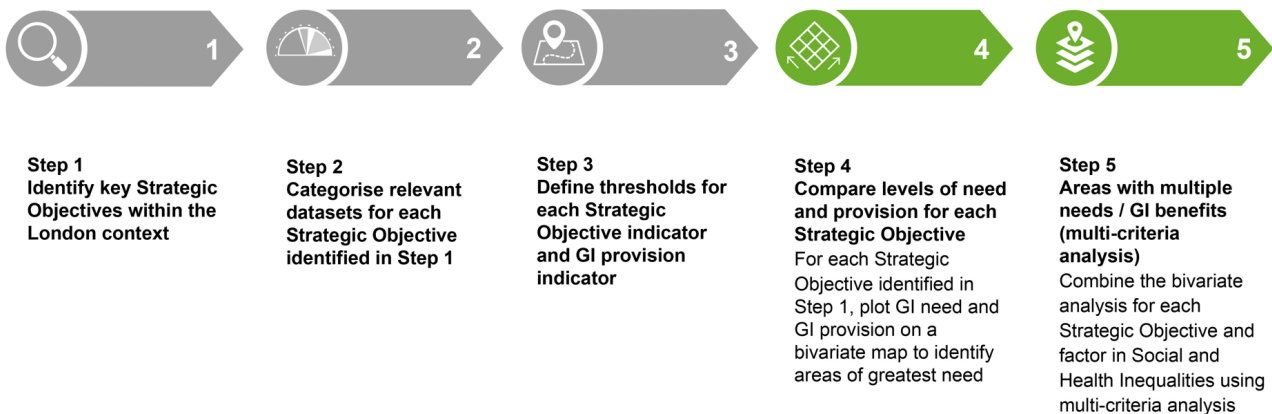 1
2
3
4
5
Step 1
Identify key Strategic
Objectives within the
London context
Step 2
Categorise relevant
datasets for each
Strategic Objective
identified in Step 1
Step 3
Define thresholds for
each Strategic
Objective indicator
and GI provision
indicator
Step 4
Compare levels of need
and provision for each
Strategic Objective
For each Strategic
Objective identified in
Step 1, plot GI need and
GI provision on a
bivariate map to identify
areas of greatest need
Step 5
Areas with multiple
needs / GI benefits
(multi-criteria
analysis)
Combine the bivariate
analysis for each
Strategic Objective and
factor in Social and
Health Inequalities using
multi-criteria analysis